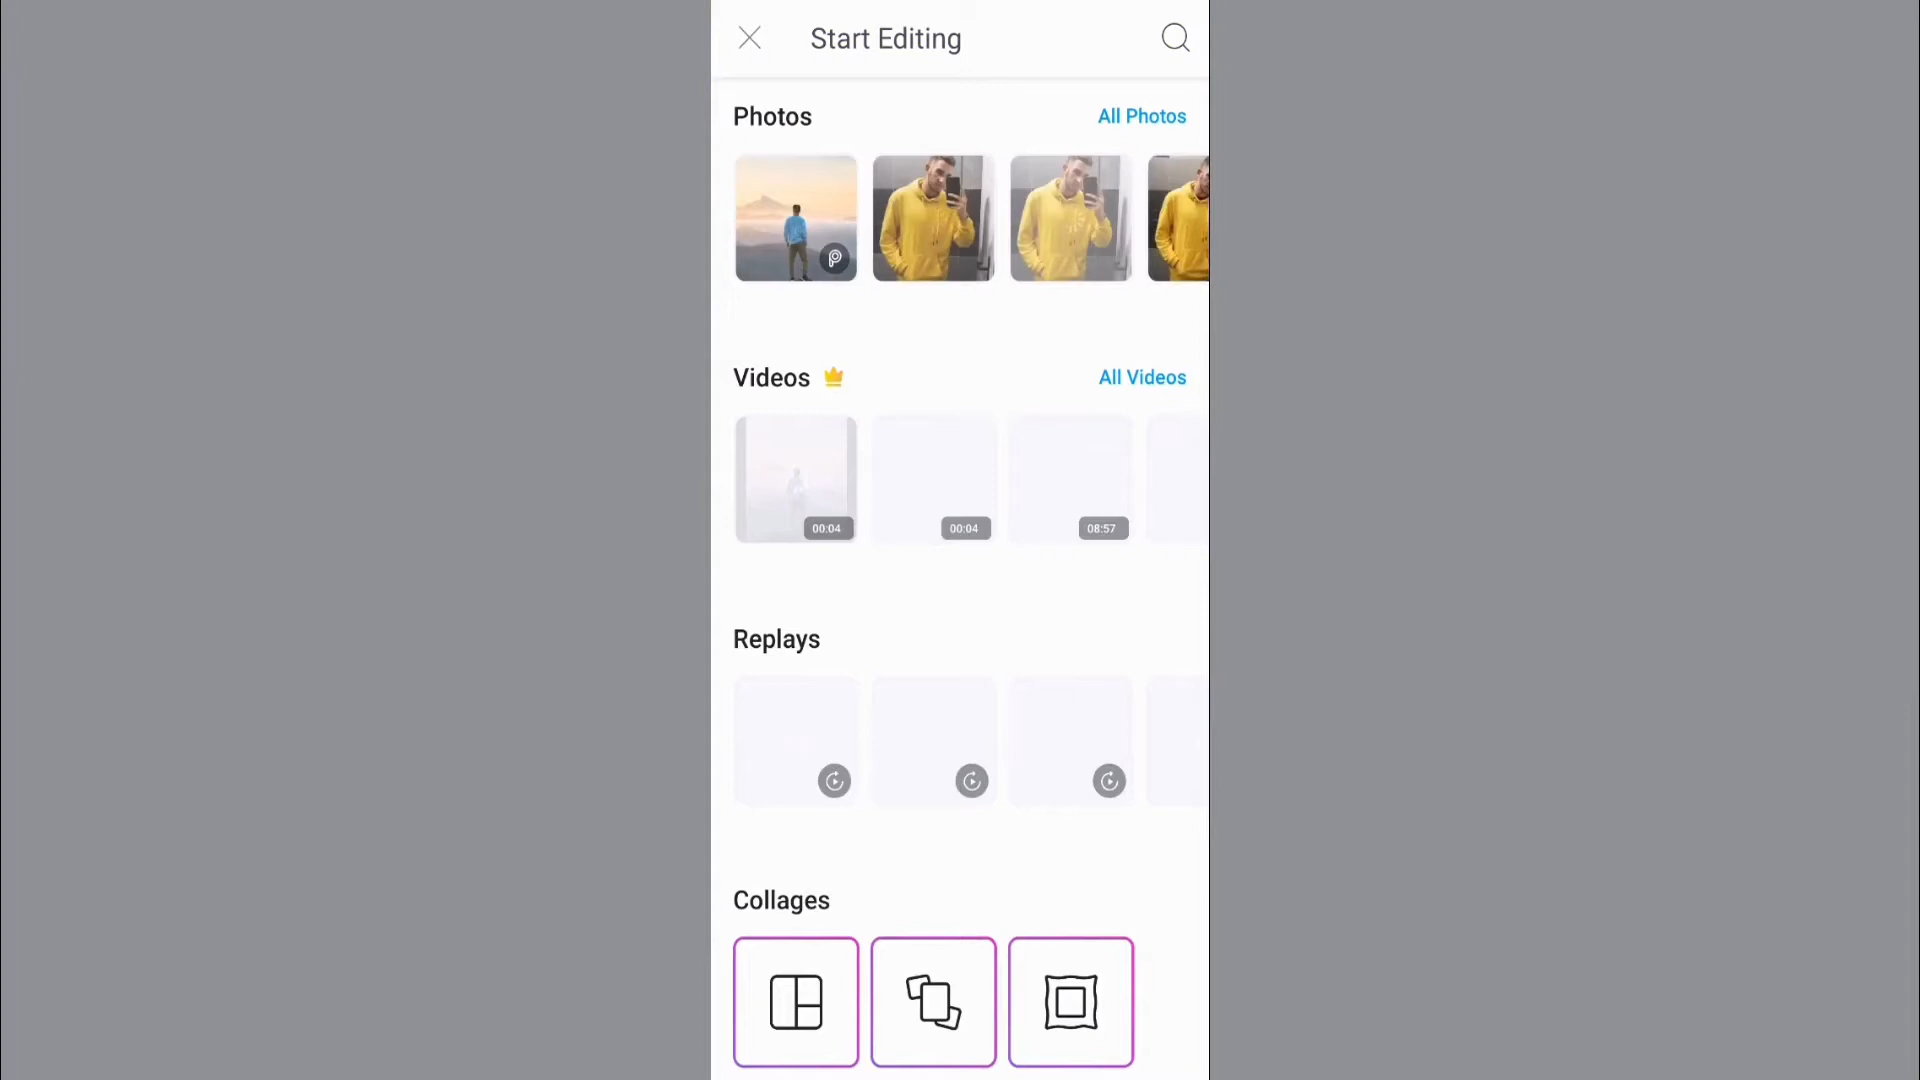 Start Editing
Photos
All Photos
Videos
All Videos
00:04
00:04
08:57
Replays
Collages